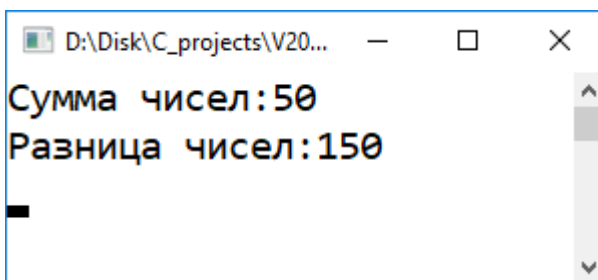 D:\Disk\C_projects\V20...
Сумма чисел:50
Разница чисел:150